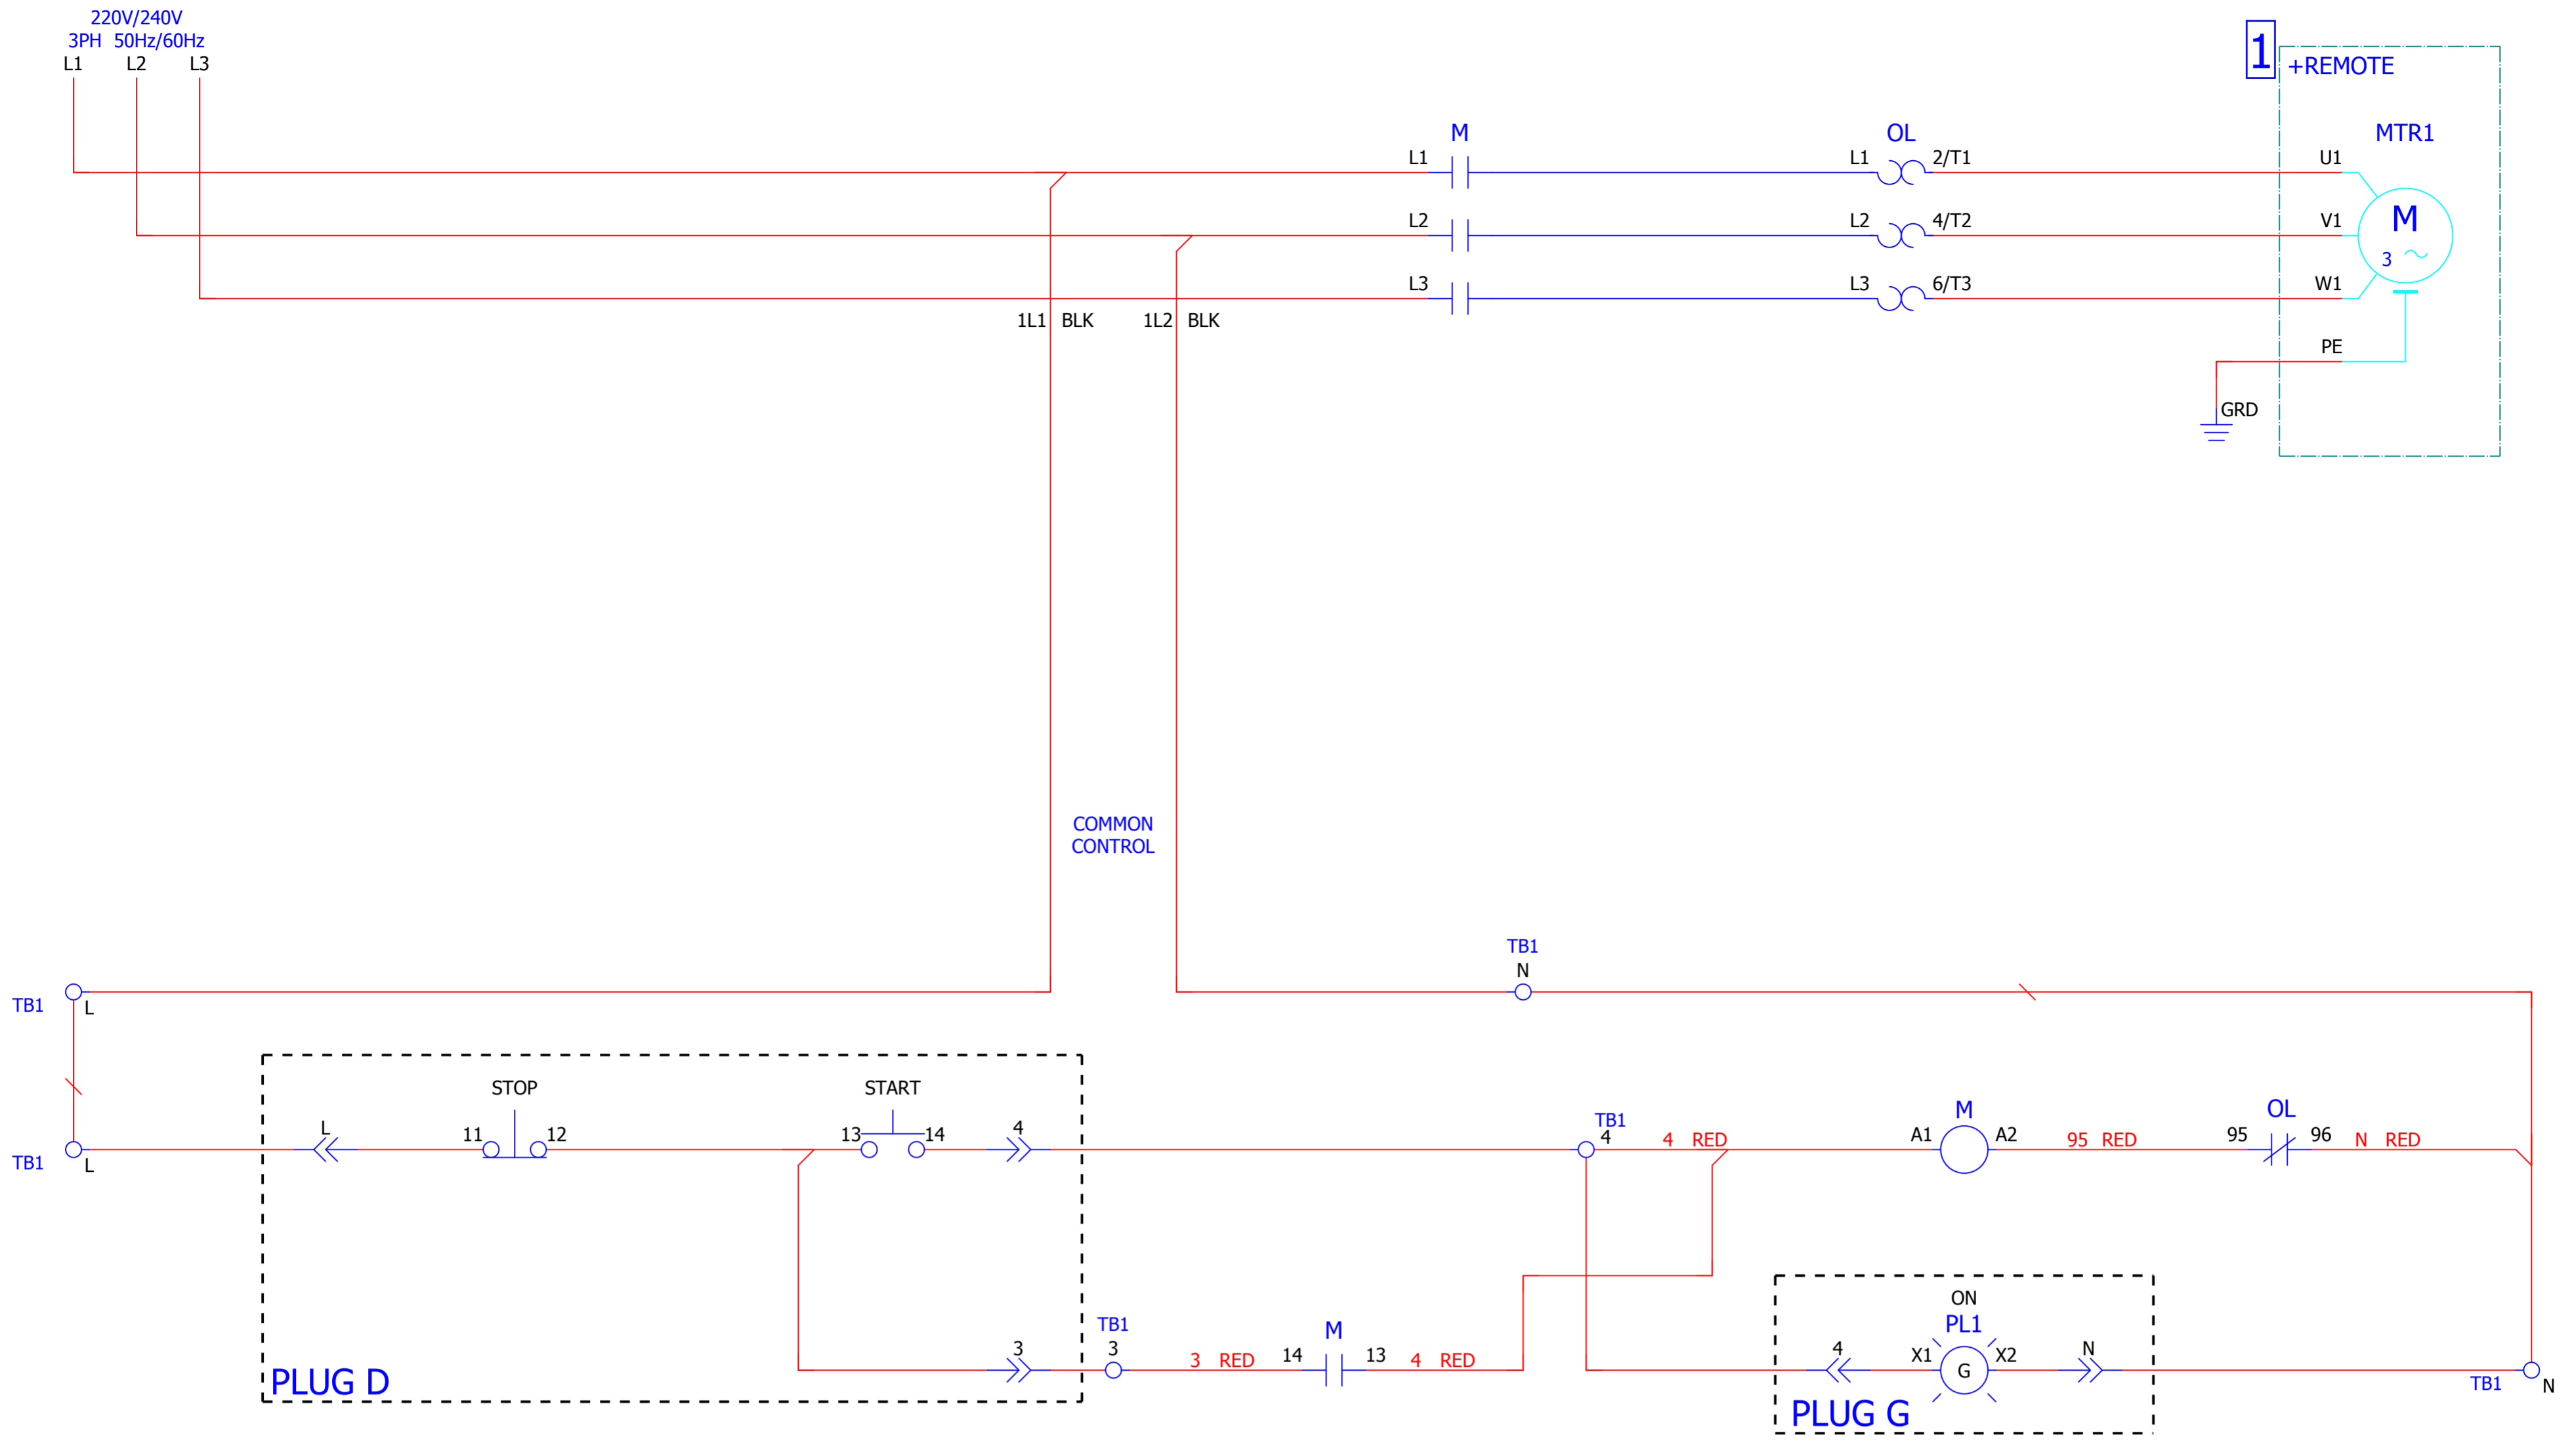 220V/240V
3PH 50Hz/60Hz
L1 L2 L3
1
+REMOTE
M OL MTR1
L1 L1 2/T1 U1
L2 L2 4/T2 V1
M
3
L3 L3 6/T3 W1
1L1 BLK 1L2 BLK
PE
GRD
COMMON
CONTROL
TB1
N
TB1 L
STOP START
L 11 12 13 14 4
TB1 L
TB1
4 4 RED
M
A1 A2 95 RED
OL
95 96 N RED
TB1
3 3
3 RED 14
M
13 4 RED
PLUG D
ON
PL1
4 X1 G X2 N
PLUG G
TB1 N